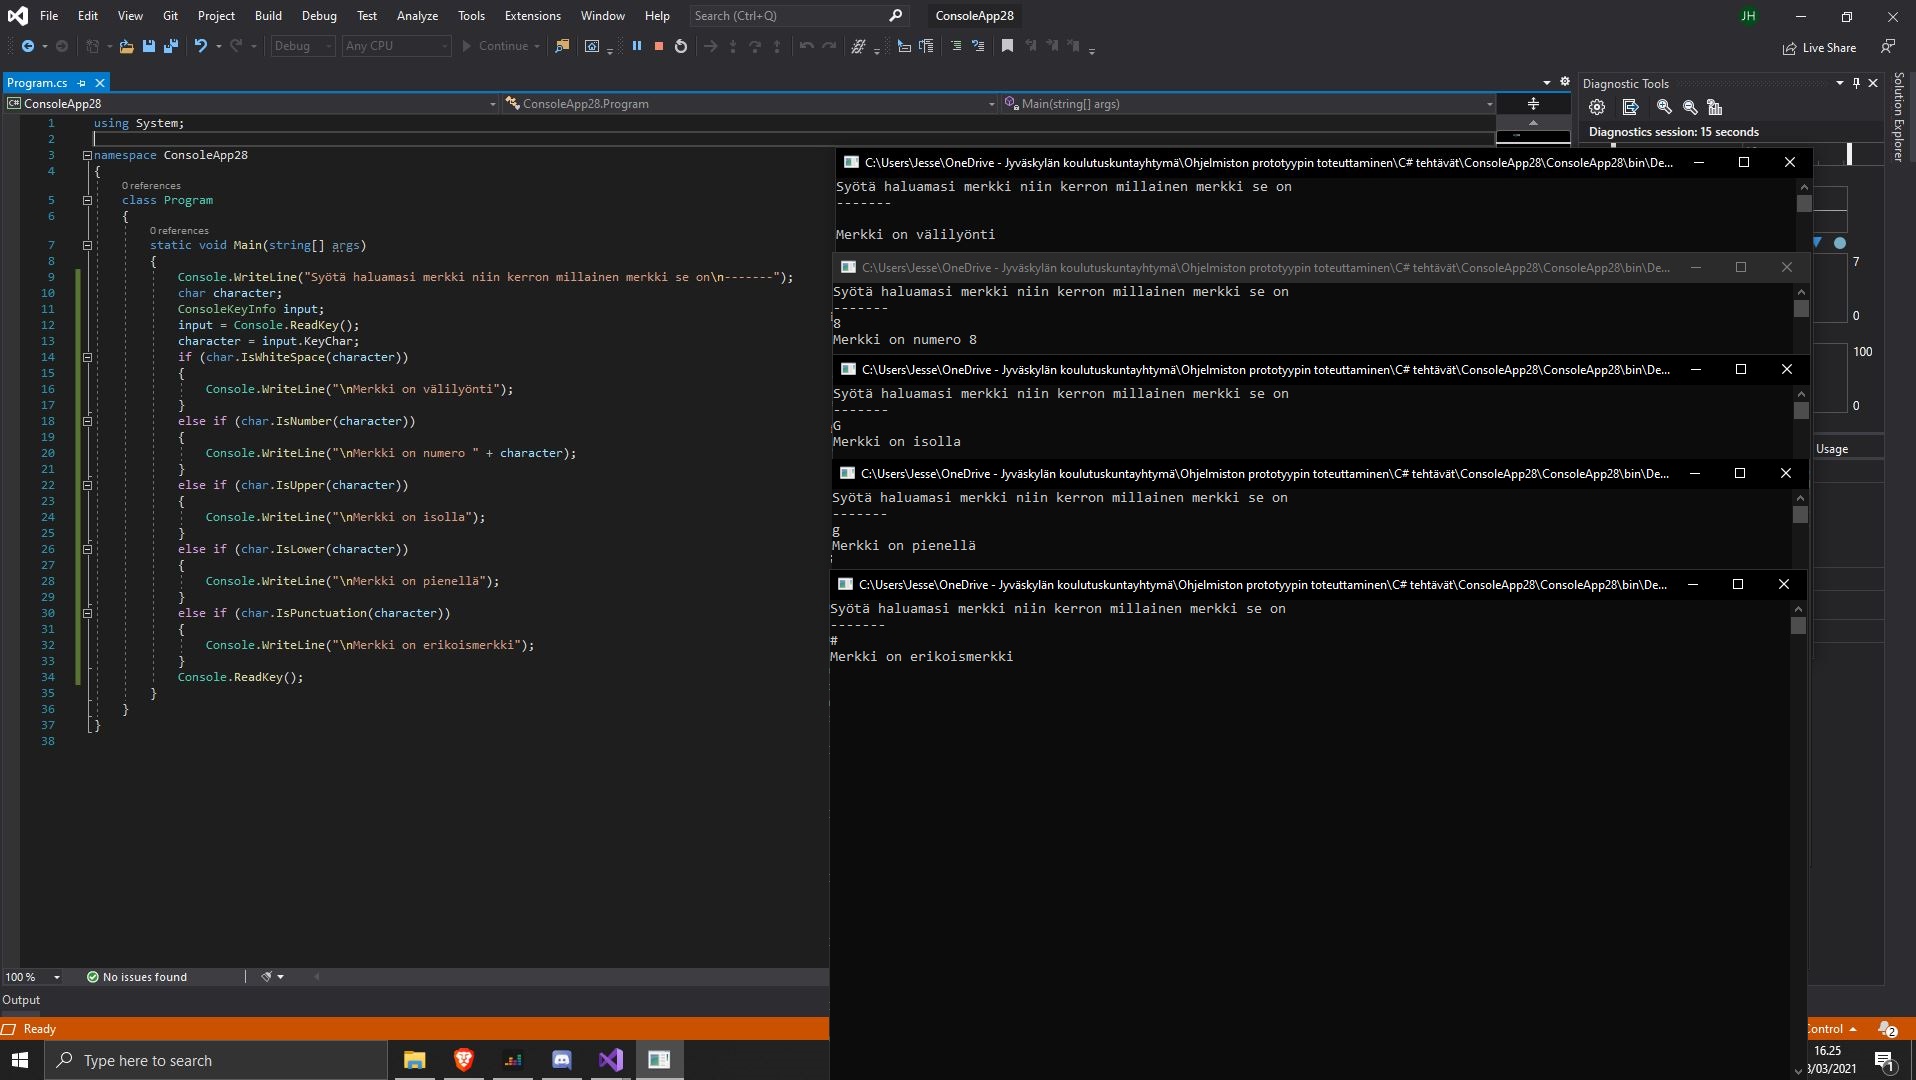 File Edit View Git Project Build Debug Test Analyze Tools Extensions Window Help Search (Ctrl+Q) ConsoleApp28 JH
Debug Any CPU Continue Live Share
Program.cs
ConsoleApp28 ConsoleApp28.Program Main(string[] args)
1 using System;
2
3 namespace ConsoleApp28
4 {
0 references
5 class Program
6 {
0 references
7 static void Main(string[] args)
8 {
9 Console.WriteLine("Syötä haluamasi merkki niin kerron millainen merkki se on\n-------");
10 char character;
11 ConsoleKeyInfo input;
12 input = Console.ReadKey();
13 character = input.KeyChar;
14 if (char.IsWhiteSpace(character))
15 {
16 Console.WriteLine("\nMerkki on välilyönti");
17 }
18 else if (char.IsNumber(character))
19 {
20 Console.WriteLine("\nMerkki on numero " + character);
21 }
22 else if (char.IsUpper(character))
23 {
24 Console.WriteLine("\nMerkki on isolla");
25 }
26 else if (char.IsLower(character))
27 {
28 Console.WriteLine("\nMerkki on pienellä");
29 }
30 else if (char.IsPunctuation(character))
31 {
32 Console.WriteLine("\nMerkki on erikoismerkki");
33 }
34 Console.ReadKey();
35 }
36 }
37 }
38
100 % No issues found
Output
Ready
Diagnostic Tools
Diagnostics session: 15 seconds
Solution Explorer
C:\Users\Jesse\OneDrive - Jyväskylän koulutuskuntayhtymä\Ohjelmiston prototyypin toteuttaminen\C# tehtävät\ConsoleApp28\ConsoleApp28\bin\De...
Syötä haluamasi merkki niin kerron millainen merkki se on
-------
Merkki on välilyönti
C:\Users\Jesse\OneDrive - Jyväskylän koulutuskuntayhtymä\Ohjelmiston prototyypin toteuttaminen\C# tehtävät\ConsoleApp28\ConsoleApp28\bin\De...
Syötä haluamasi merkki niin kerron millainen merkki se on
-------
8
Merkki on numero 8
C:\Users\Jesse\OneDrive - Jyväskylän koulutuskuntayhtymä\Ohjelmiston prototyypin toteuttaminen\C# tehtävät\ConsoleApp28\ConsoleApp28\bin\De...
Syötä haluamasi merkki niin kerron millainen merkki se on
-------
G
Merkki on isolla
C:\Users\Jesse\OneDrive - Jyväskylän koulutuskuntayhtymä\Ohjelmiston prototyypin toteuttaminen\C# tehtävät\ConsoleApp28\ConsoleApp28\bin\De...
Syötä haluamasi merkki niin kerron millainen merkki se on
-------
g
Merkki on pienellä
C:\Users\Jesse\OneDrive - Jyväskylän koulutuskuntayhtymä\Ohjelmiston prototyypin toteuttaminen\C# tehtävät\ConsoleApp28\ConsoleApp28\bin\De...
Syötä haluamasi merkki niin kerron millainen merkki se on
-------
#
Merkki on erikoismerkki
7
0
100
0
Usage
Control 2
Type here to search
16.25
3/03/2021
1